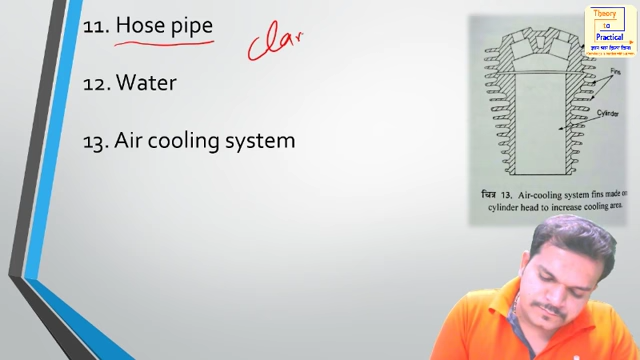 11. Hose pipe
clar
12. Water
13. Air cooling system
Theory
to
Practical
Fins
Cylinder
चित्र 13. Air-cooling system fins made on
cylinder head to increase cooling area.